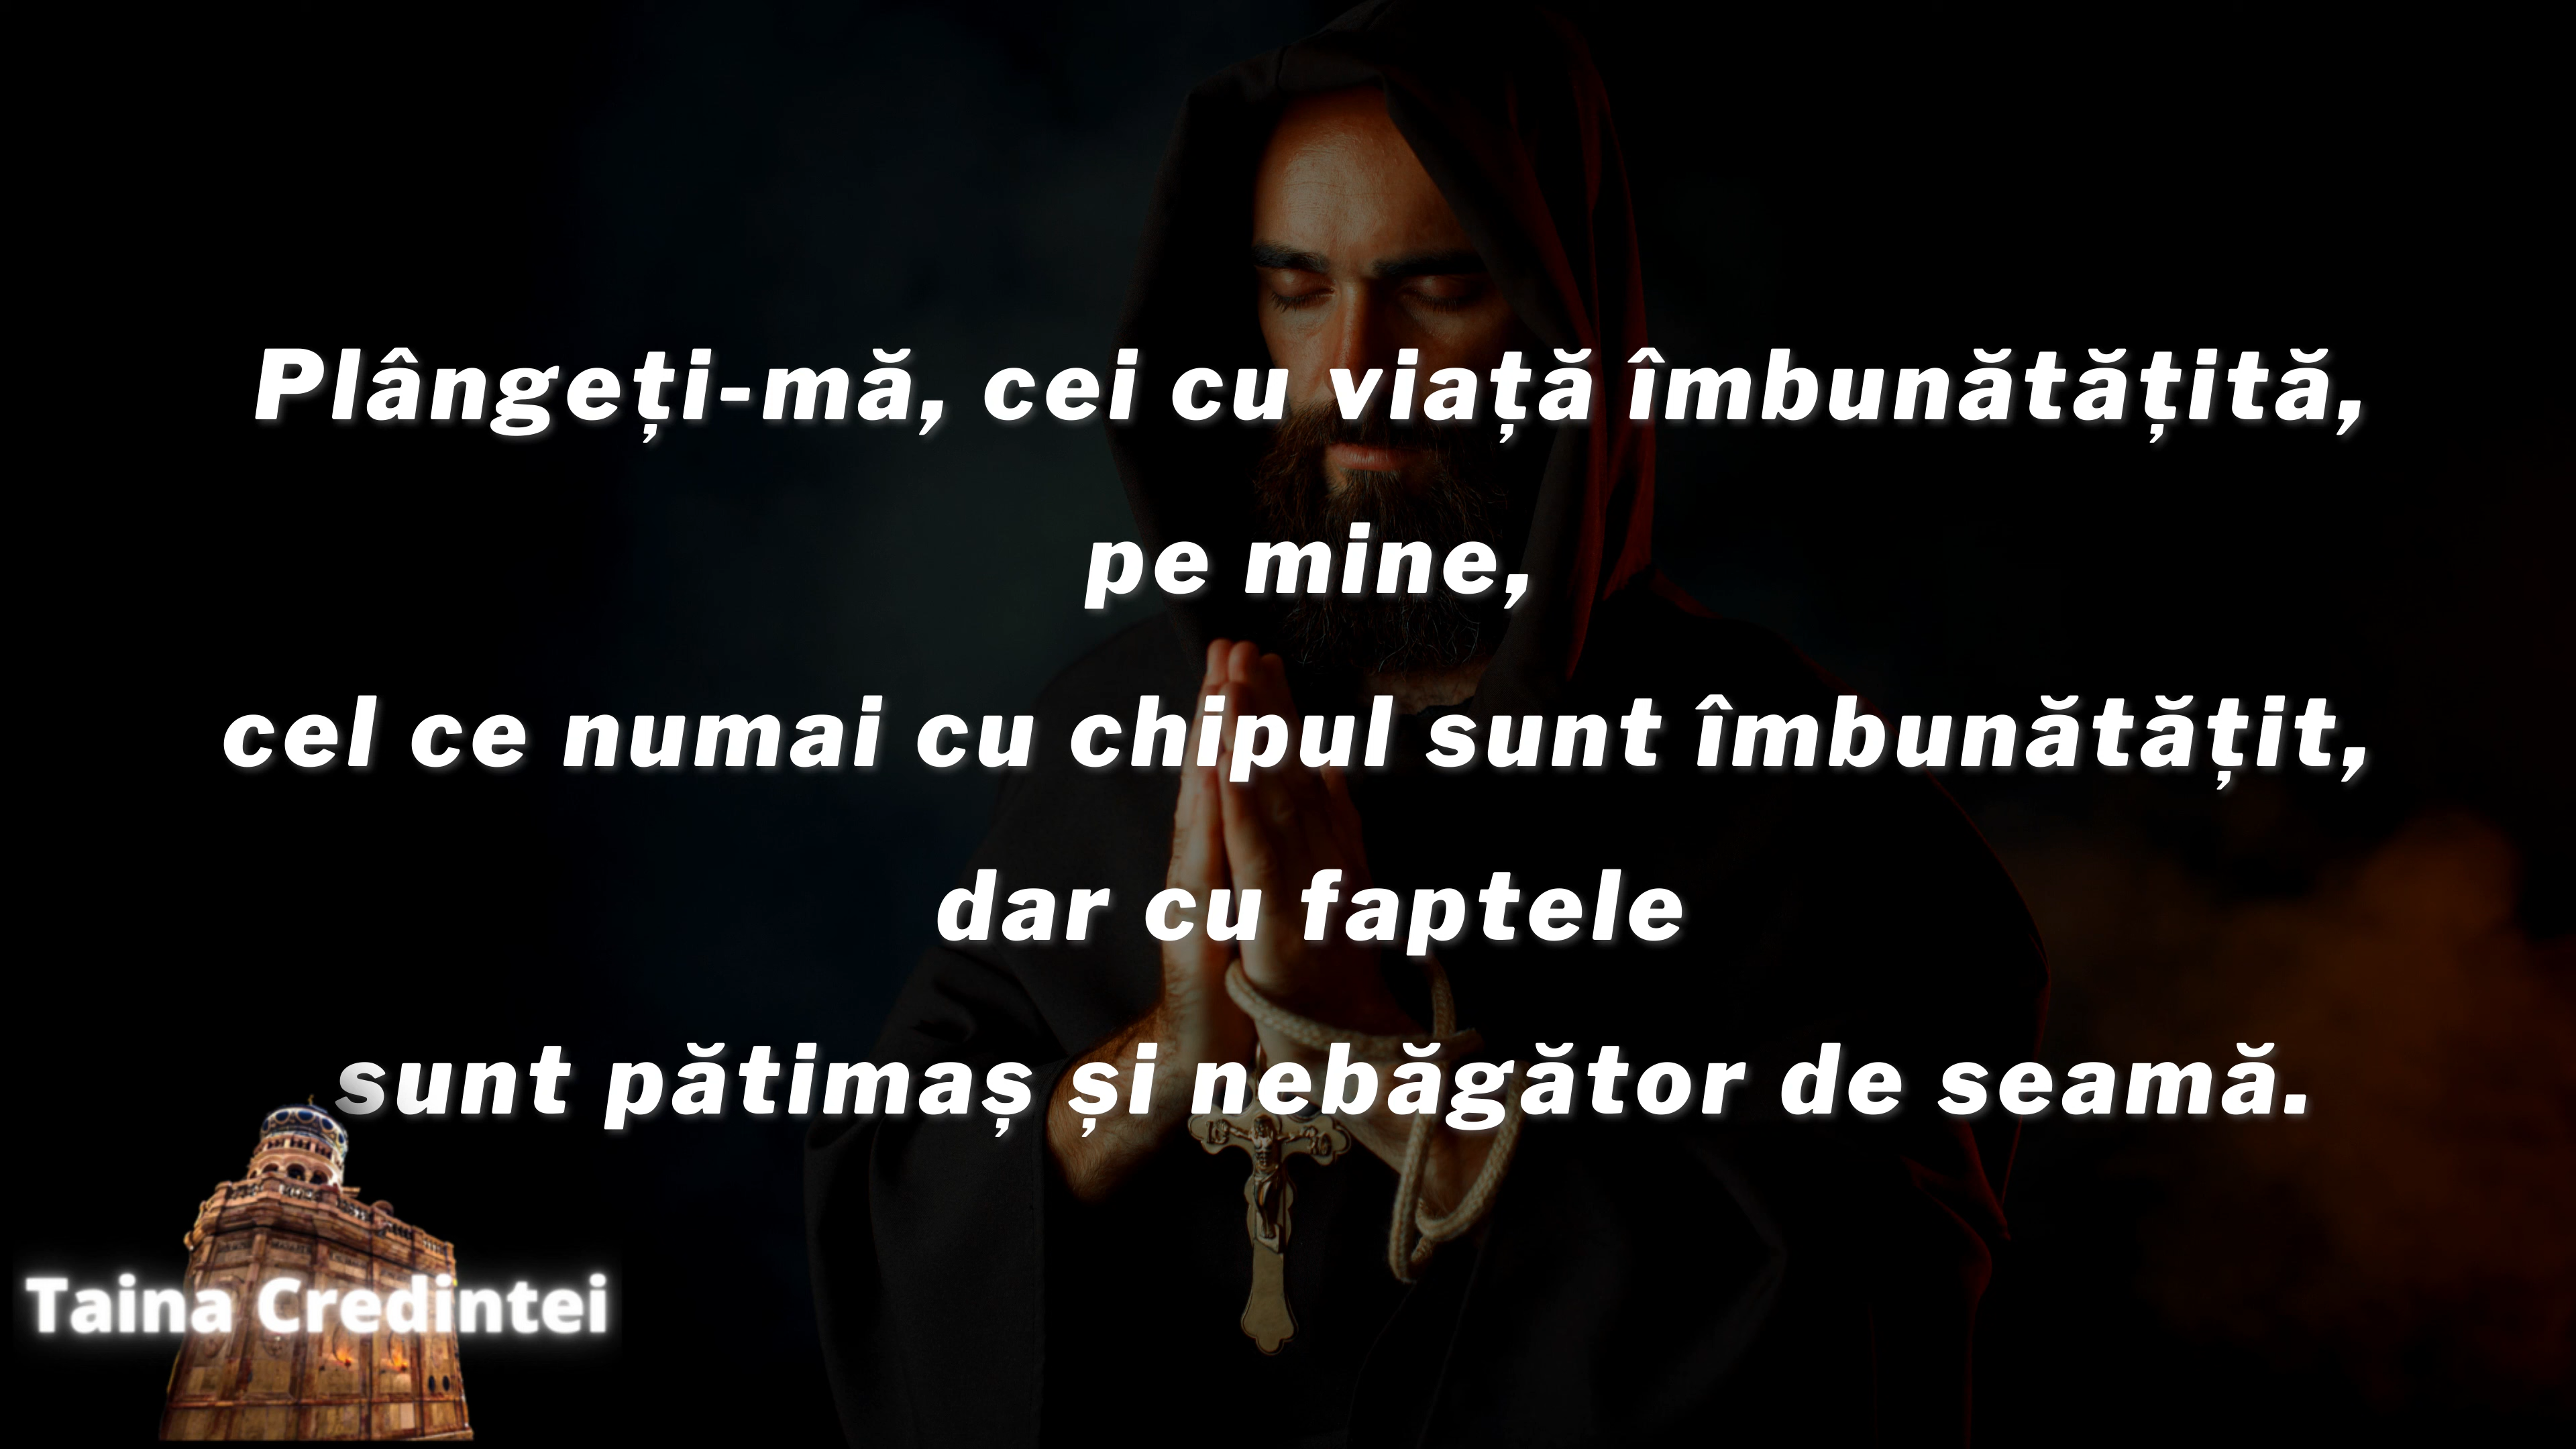 Plângeți-mă, cei cu viață îmbunătățită,
pe mine,
cel ce numai cu chipul sunt îmbunătățit,
dar cu faptele
sunt pătimaș și nebăgător de seamă.
Taina Credintei